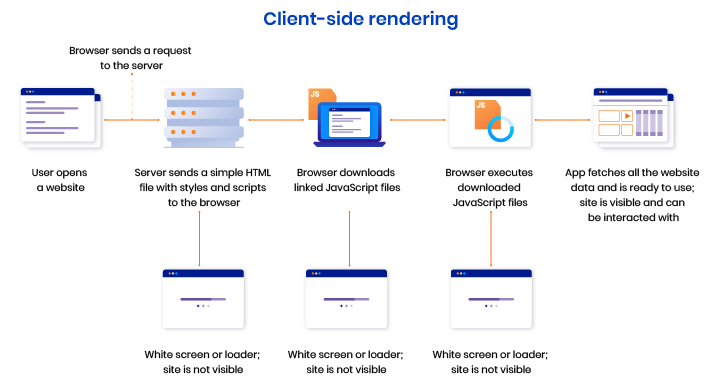 Client-side rendering
Browser sends a request
to the server
JS
JS
User opens
a website
Server sends a simple HTML
file with styles and scripts
to the browser
Browser downloads
linked JavaScript files
Browser executes
downloaded
JavaScript files
App fetches all the website
data and is ready to use;
site is visible and can
be interacted with
White screen or loader;
site is not visible
White screen or loader;
site is not visible
White screen or loader;
site is not visible